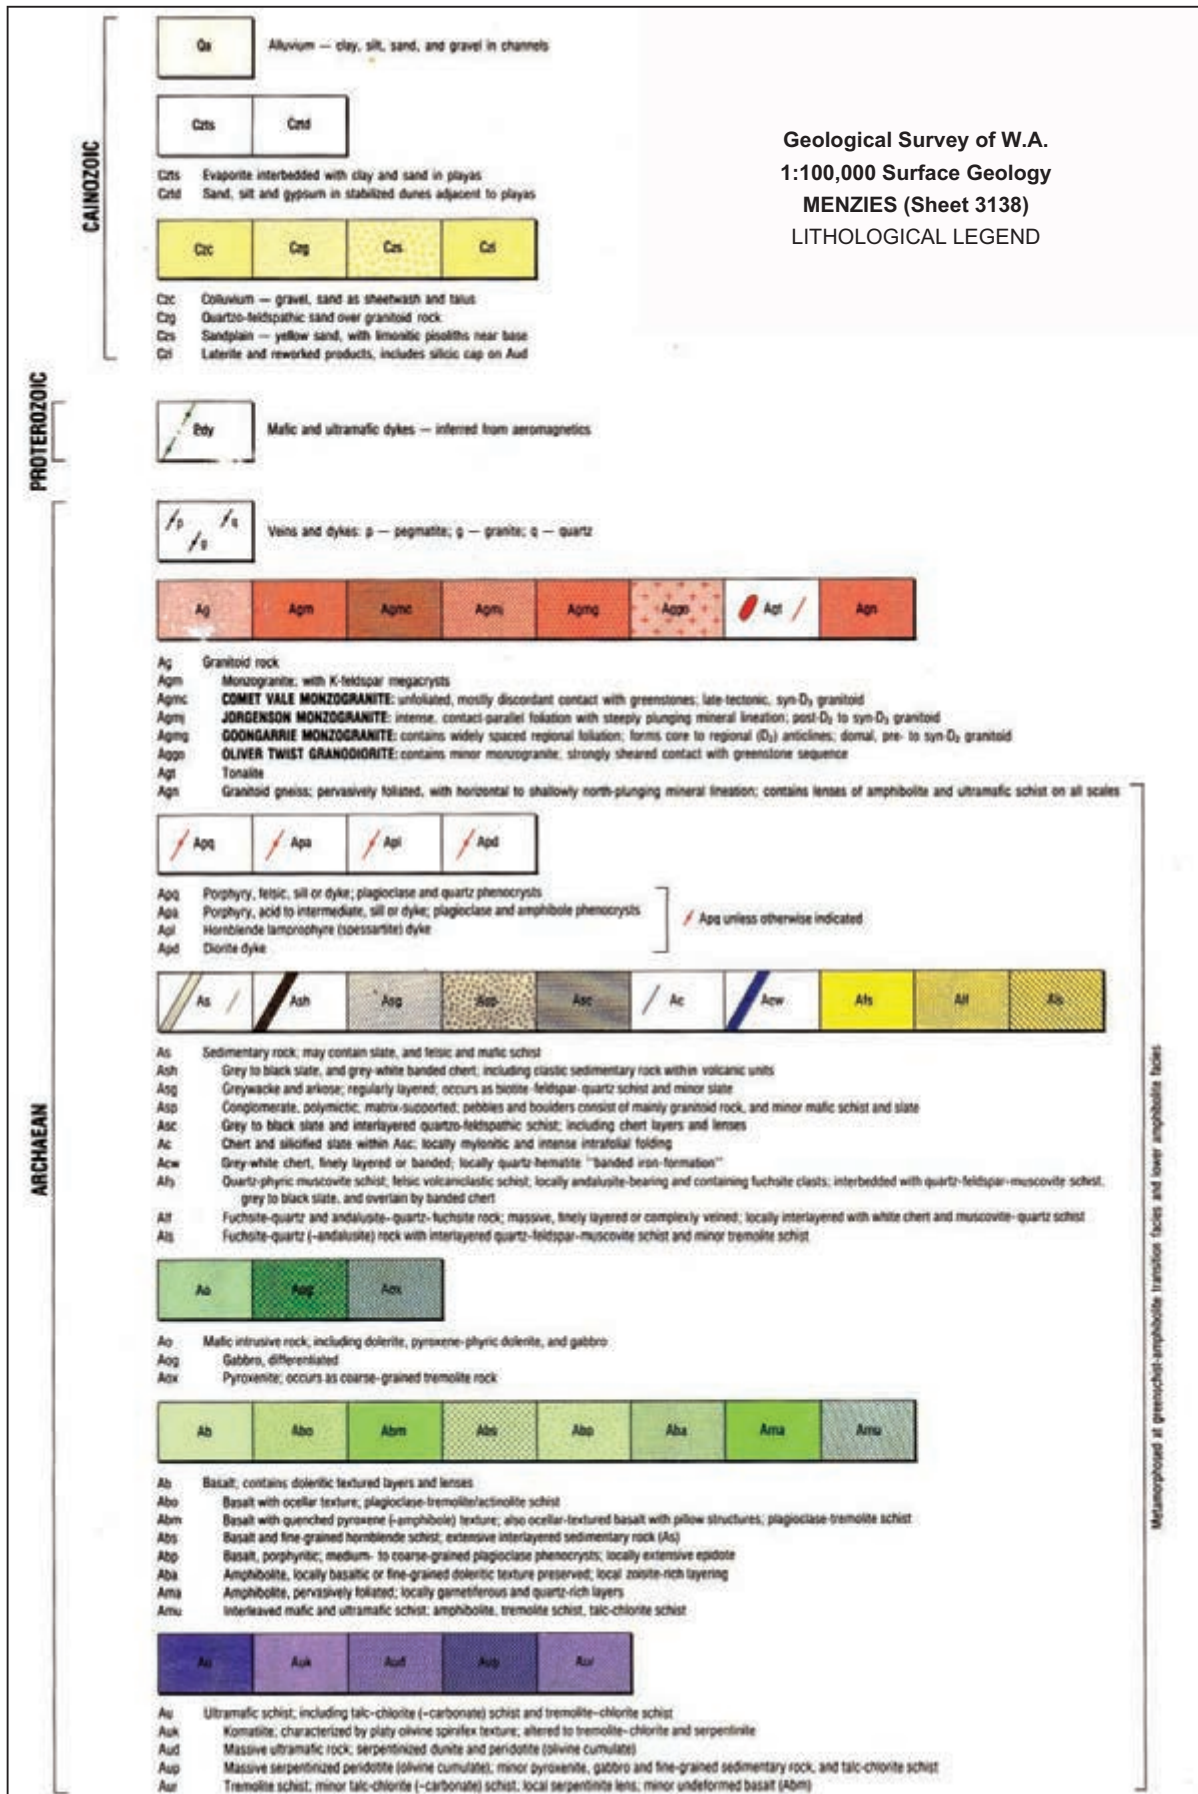 Geological Survey of W.A.
1:100,000 Surface Geology
MENZIES (Sheet 3138)
LITHOLOGICAL LEGEND
CAINOZOIC
Qa
Alluvium — clay, silt, sand, and gravel in channels
Czts Cztd
Czts Evaporite interbedded with clay and sand in playas
Cztd Sand, silt and gypsum in stabilized dunes adjacent to playas
Czc Czg Czs Czl
Czc Colluvium — gravel, sand as sheetwash and talus
Czg Quartzo-feldspathic sand over granitoid rock
Czs Sandplain — yellow sand, with limonitic pisoliths near base
Czl Laterite and reworked products, includes silicic cap on Aud
PROTEROZOIC
Pdy
Mafic and ultramafic dykes — inferred from aeromagnetics
ARCHAEAN
p q g
Veins and dykes: p — pegmatite; g — granite; q — quartz
Ag Agm Agmc Agmj Agmg Aggo Agt Agn
Ag Granitoid rock
Agm Monzogranite; with K-feldspar megacrysts
Agmc COMET VALE MONZOGRANITE: unfoliated, mostly discordant contact with greenstones; late-tectonic, syn-D₃ granitoid
Agmj JORGENSON MONZOGRANITE: intense, contact-parallel foliation with steeply plunging mineral lineation; post-D₂ to syn-D₃ granitoid
Agmg GOONGARRIE MONZOGRANITE: contains widely spaced regional foliation; forms core to regional (D₂) anticlines; domal, pre- to syn-D₂ granitoid
Aggo OLIVER TWIST GRANODIORITE: contains minor monzogranite; strongly sheared contact with greenstone sequence
Agt Tonalite
Agn Granitoid gneiss; pervasively foliated, with horizontal to shallowly north-plunging mineral lineation; contains lenses of amphibolite and ultramafic schist on all scales
Apq Apa Apl Apd
Apq Porphyry, felsic, sill or dyke; plagioclase and quartz phenocrysts
Apa Porphyry, acid to intermediate, sill or dyke; plagioclase and amphibole phenocrysts
Apl Hornblende lamprophyre (spessartite) dyke
Apd Diorite dyke
Apq unless otherwise indicated
As Ash Asg Asp Asc Ac Acw Afs Alf Als
As Sedimentary rock; may contain slate, and felsic and mafic schist
Ash Grey to black slate, and grey-white banded chert; including clastic sedimentary rock within volcanic units
Asg Greywacke and arkose; regularly layered; occurs as biotite-feldspar-quartz schist and minor slate
Asp Conglomerate, polymictic, matrix-supported; pebbles and boulders consist of mainly granitoid rock, and minor mafic schist and slate
Asc Grey to black slate and interlayered quartzo-feldspathic schist; including chert layers and lenses
Ac Chert and silicified slate within Asc; locally mylonitic and intense intrafolial folding
Acw Grey-white chert, finely layered or banded; locally quartz-hematite "banded iron-formation"
Afs Quartz-phyric muscovite schist; felsic volcaniclastic schist; locally andalusite-bearing and containing fuchsite clasts; interbedded with quartz-feldspar-muscovite schist,
grey to black slate, and overlain by banded chert
Alf Fuchsite-quartz and andalusite-quartz-fuchsite rock; massive, finely layered or complexly veined; locally interlayered with white chert and muscovite-quartz schist
Als Fuchsite-quartz (-andalusite) rock with interlayered quartz-feldspar-muscovite schist and minor tremolite schist
Ao Aog Aox
Ao Mafic intrusive rock; including dolerite, pyroxene-phyric dolerite, and gabbro
Aog Gabbro, differentiated
Aox Pyroxenite; occurs as coarse-grained tremolite rock
Ab Abo Abm Abs Abp Aba Ama Amu
Ab Basalt; contains doleritic textured layers and lenses
Abo Basalt with ocellar texture; plagioclase-tremolite/actinolite schist
Abm Basalt with quenched pyroxene (-amphibole) texture; also ocellar-textured basalt with pillow structures; plagioclase-tremolite schist
Abs Basalt and fine-grained hornblende schist; extensive interlayered sedimentary rock (As)
Abp Basalt, porphyritic; medium- to coarse-grained plagioclase phenocrysts; locally extensive epidote
Aba Amphibolite, locally basaltic or fine-grained doleritic texture preserved; local zoisite-rich layering
Ama Amphibolite, pervasively foliated; locally garnetiferous and quartz-rich layers
Amu Interleaved mafic and ultramafic schist; amphibolite, tremolite schist, talc-chlorite schist
Au Auk Aud Aup Aur
Au Ultramafic schist; including talc-chlorite (-carbonate) schist and tremolite-chlorite schist
Auk Komatiite; characterized by platy olivine spinifex texture; altered to tremolite-chlorite and serpentinite
Aud Massive ultramafic rock; serpentinized dunite and peridotite (olivine cumulate)
Aup Massive serpentinized peridotite (olivine cumulate); minor pyroxenite, gabbro and fine-grained sedimentary rock, and talc-chlorite schist
Aur Tremolite schist; minor talc-chlorite (-carbonate) schist, local serpentinite lens; minor undeformed basalt (Abm)
Metamorphosed at greenschist-amphibolite transition facies and lower amphibolite facies